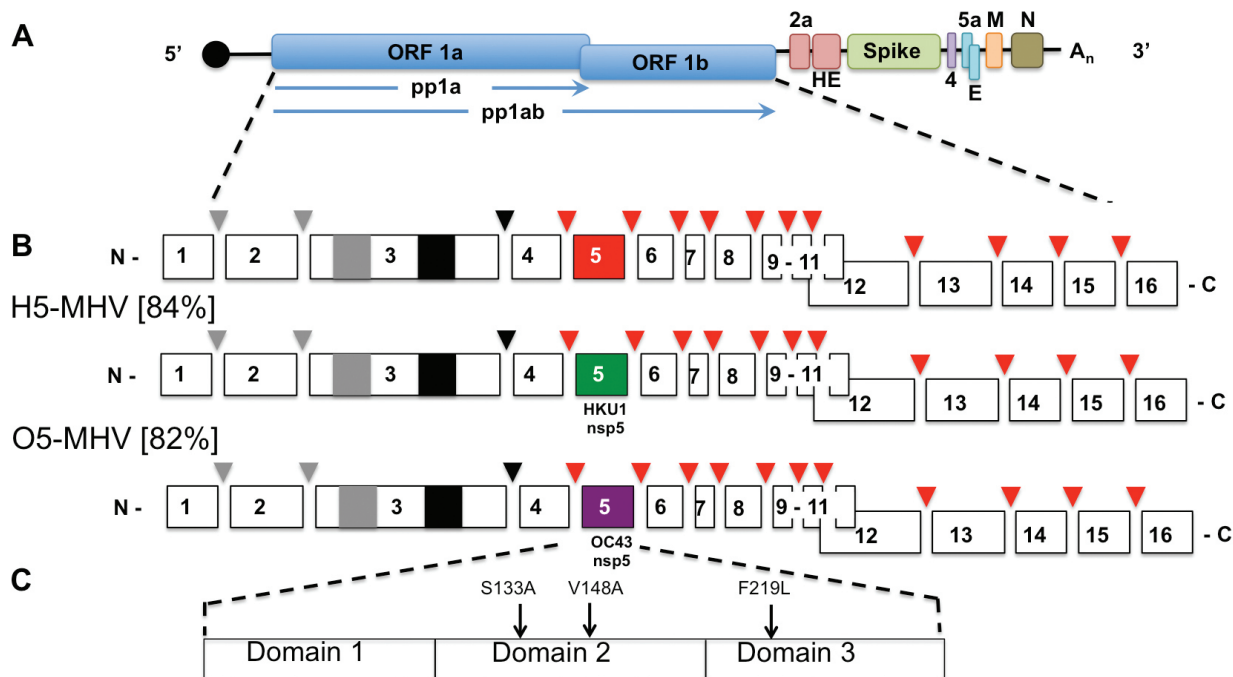 A
5’ ORF 1a ORF 1b 2a HE Spike 4 5a E M N An 3’
pp1a
pp1ab
B
N - 1 2 3 4 5 6 7 8 9 - 11 12 13 14 15 16 - C
H5-MHV [84%]
N - 1 2 3 4 5 6 7 8 9 - 11 12 13 14 15 16 - C
HKU1
nsp5
O5-MHV [82%]
N - 1 2 3 4 5 6 7 8 9 - 11 12 13 14 15 16 - C
OC43
nsp5
C
S133A V148A F219L
Domain 1 Domain 2 Domain 3